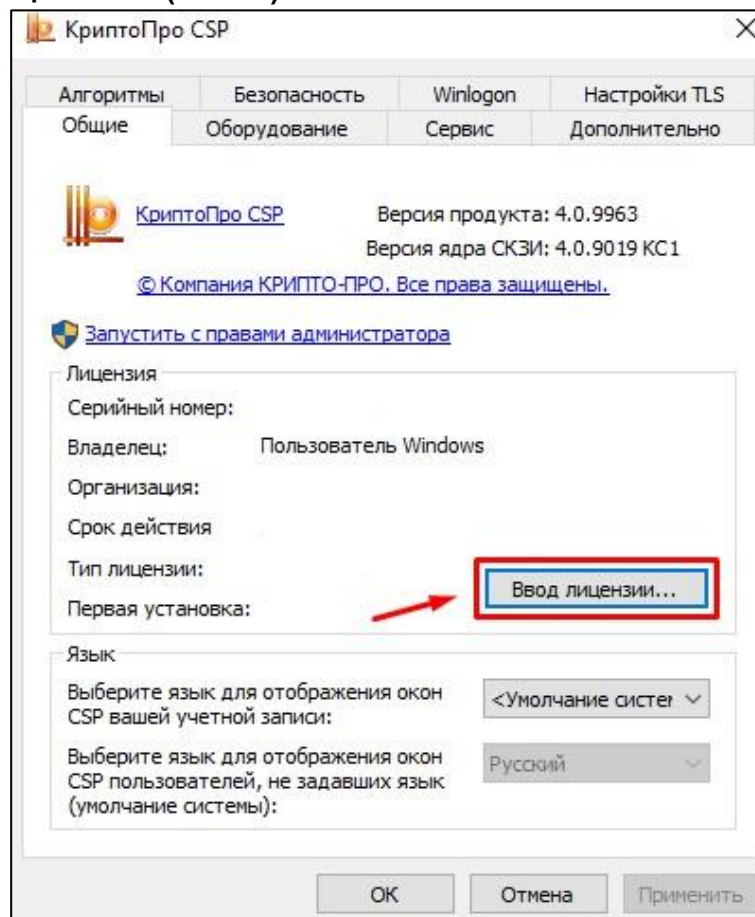 КриптоПро CSP
Алгоритмы Безопасность Winlogon Настройки TLS
Общие Оборудование Сервис Дополнительно
КриптоПро CSP Версия продукта: 4.0.9963
Версия ядра СКЗИ: 4.0.9019 КС1
© Компания КРИПТО-ПРО. Все права защищены.
Запустить с правами администратора
Лицензия
Серийный номер:
Владелец: Пользователь Windows
Организация:
Срок действия
Тип лицензии:
Ввод лицензии...
Первая установка:
Язык
Выберите язык для отображения окон
CSP вашей учетной записи:
<Умолчание систег
Выберите язык для отображения окон
CSP пользователей, не задавших язык
(умолчание системы):
Русский
ОК Отмена Применить